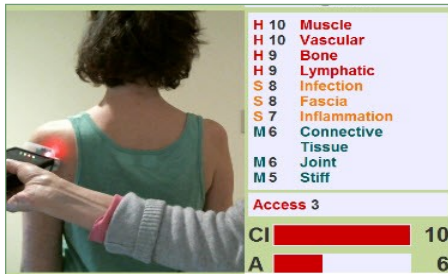 H 10 Muscle
H 10 Vascular
H 9 Bone
H 9 Lymphatic
S 8 Infection
S 8 Fascia
S 7 Inflammation
M 6 Connective
Tissue
M 6 Joint
M 5 Stiff
Access 3
CI 10
A 6